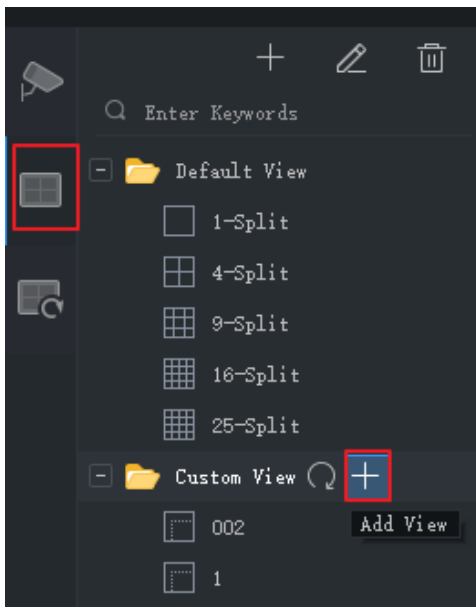 Enter Keywords
Default View
1-Split
4-Split
9-Split
16-Split
25-Split
Custom View
Add View
002
1